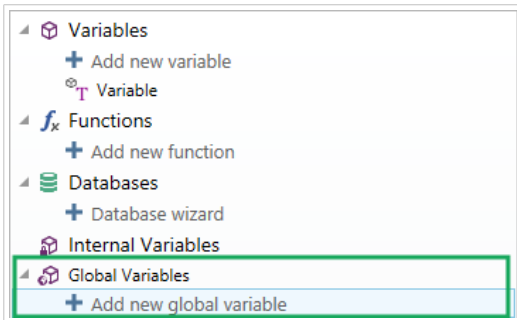 Variables
Add new variable
T Variable
fx Functions
Add new function
Databases
Database wizard
Internal Variables
Global Variables
Add new global variable